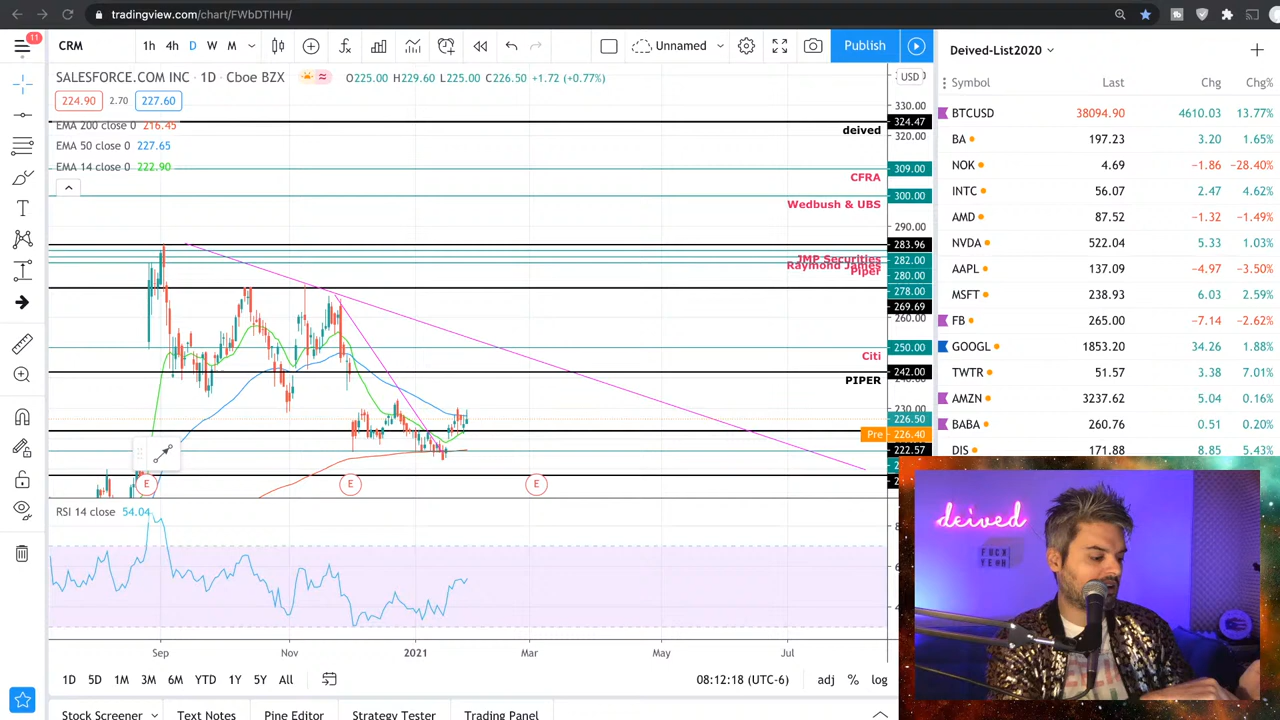 tradingview.com/chart/FWbDTIHH/
11
CRM
1h 4h D W M
Unnamed
Publish
Deived-List2020
SALESFORCE.COM INC · 1D · Cboe BZX
O225.00 H229.60 L225.00 C226.50 +1.72 (+0.77%)
USD
224.90 2.70 227.60
EMA 200 close 0 216.45
EMA 50 close 0 227.65
EMA 14 close 0 222.90
deived
CFRA
Wedbush & UBS
JMP Securities
Raymond James
Piper
Citi
PIPER
330.00
324.47
320.00
309.00
300.00
290.00
283.96
282.00
280.00
278.00
269.69
260.00
250.00
242.00
240.00
230.00
226.50
Pre 226.40
222.57
E E E
RSI 14 close 54.04
Sep Nov 2021 Mar May Jul
1D 5D 1M 3M 6M YTD 1Y 5Y All
08:12:18 (UTC-6) adj % log
Stock Screener Text Notes Pine Editor Strategy Tester Trading Panel
Symbol Last Chg Chg%
BTCUSD 38094.90 4610.03 13.77%
BA 197.23 3.20 1.65%
NOK 4.69 −1.86 −28.40%
INTC 56.07 2.47 4.62%
AMD 87.52 −1.32 −1.49%
NVDA 522.04 5.33 1.03%
AAPL 137.09 −4.97 −3.50%
MSFT 238.93 6.03 2.59%
FB 265.00 −7.14 −2.62%
GOOGL 1853.20 34.26 1.88%
TWTR 51.57 3.38 7.01%
AMZN 3237.62 5.04 0.16%
BABA 260.76 0.51 0.20%
DIS 171.88 8.85 5.43%
deived
FUCK
YEAH